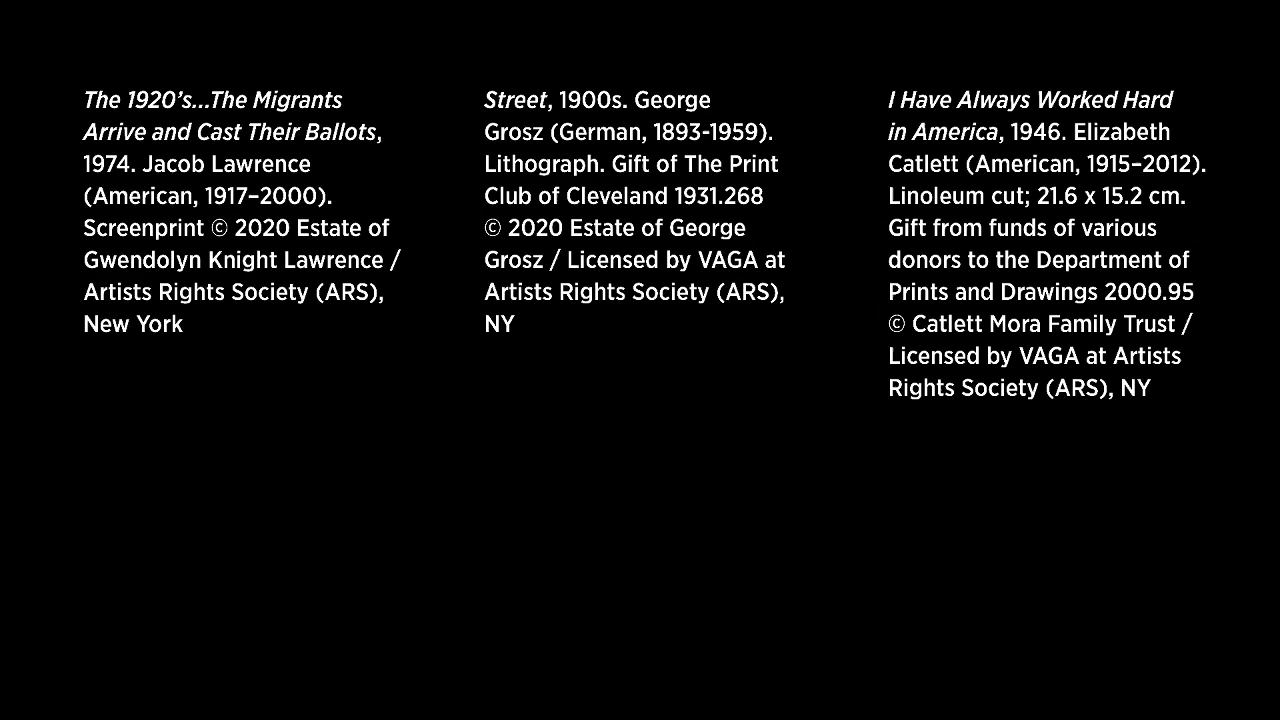 The 1920’s...The Migrants
Arrive and Cast Their Ballots,
1974. Jacob Lawrence
(American, 1917–2000).
Screenprint © 2020 Estate of
Gwendolyn Knight Lawrence /
Artists Rights Society (ARS),
New York
Street, 1900s. George
Grosz (German, 1893-1959).
Lithograph. Gift of The Print
Club of Cleveland 1931.268
© 2020 Estate of George
Grosz / Licensed by VAGA at
Artists Rights Society (ARS),
NY
I Have Always Worked Hard
in America, 1946. Elizabeth
Catlett (American, 1915–2012).
Linoleum cut; 21.6 x 15.2 cm.
Gift from funds of various
donors to the Department of
Prints and Drawings 2000.95
© Catlett Mora Family Trust /
Licensed by VAGA at Artists
Rights Society (ARS), NY